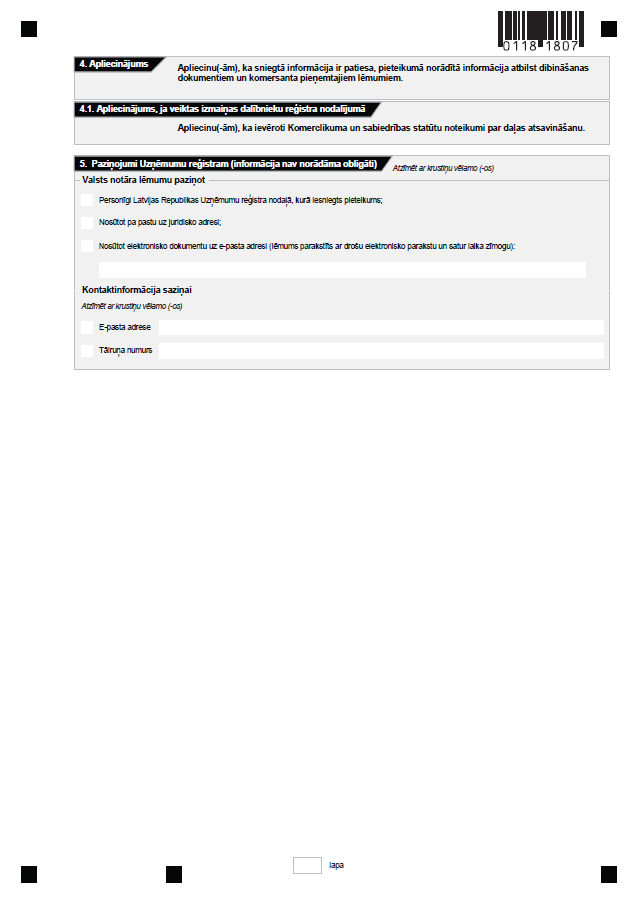 0118 1807
4. Apliecinājums
Apliecinu(-ām), ka sniegtā informācija ir patiesa, pieteikumā norādītā informācija atbilst dibināšanas
dokumentiem un komersanta pieņemtajiem lēmumiem.
4.1. Apliecinājums, ja veiktas izmaiņas dalībnieku reģistra nodalījumā
Apliecinu(-ām), ka ievēroti Komerclikuma un sabiedrības statūtu noteikumi par daļas atsavināšanu.
5. Paziņojumi Uzņēmumu reģistram (informācija nav norādāma obligāti)
Atzīmēt ar krustiņu vēlamo (-os)
Valsts notāra lēmumu paziņot
Personīgi Latvijas Republikas Uzņēmumu reģistra nodaļā, kurā iesniegts pieteikums;
Nosūtot pa pastu uz juridisko adresi;
Nosūtot elektronisko dokumentu uz e-pasta adresi (lēmums parakstīts ar drošu elektronisko parakstu un satur laika zīmogu):
Kontaktinformācija saziņai
Atzīmēt ar krustiņu vēlamo (-os)
E-pasta adrese
Tālruņa numurs
lapa